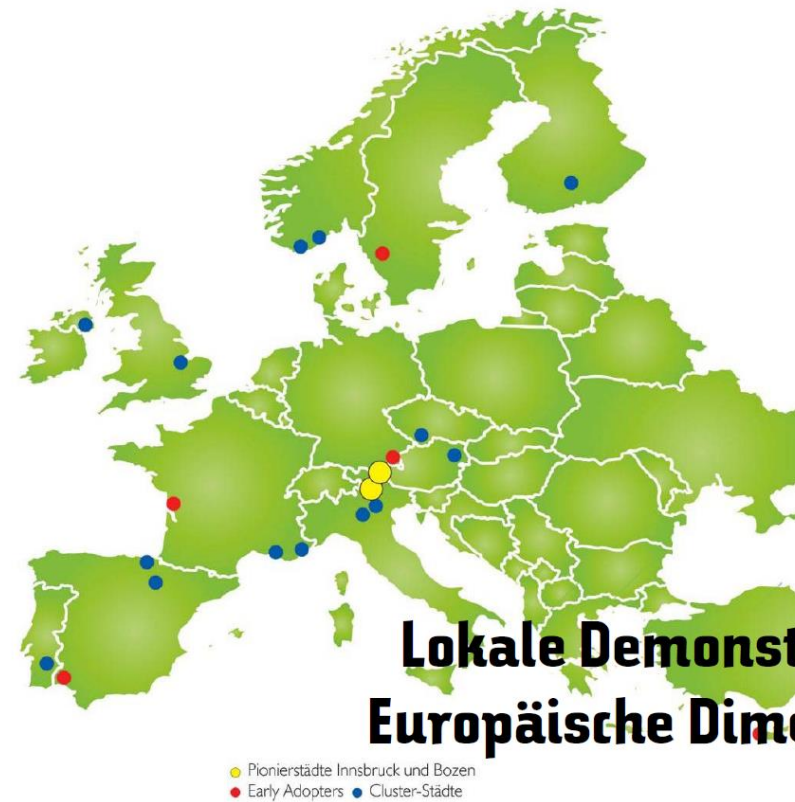 Lokale Demonst
Europäische Dim
Pionierstädte Innsbruck und Bozen
Early Adopters Cluster-Städte